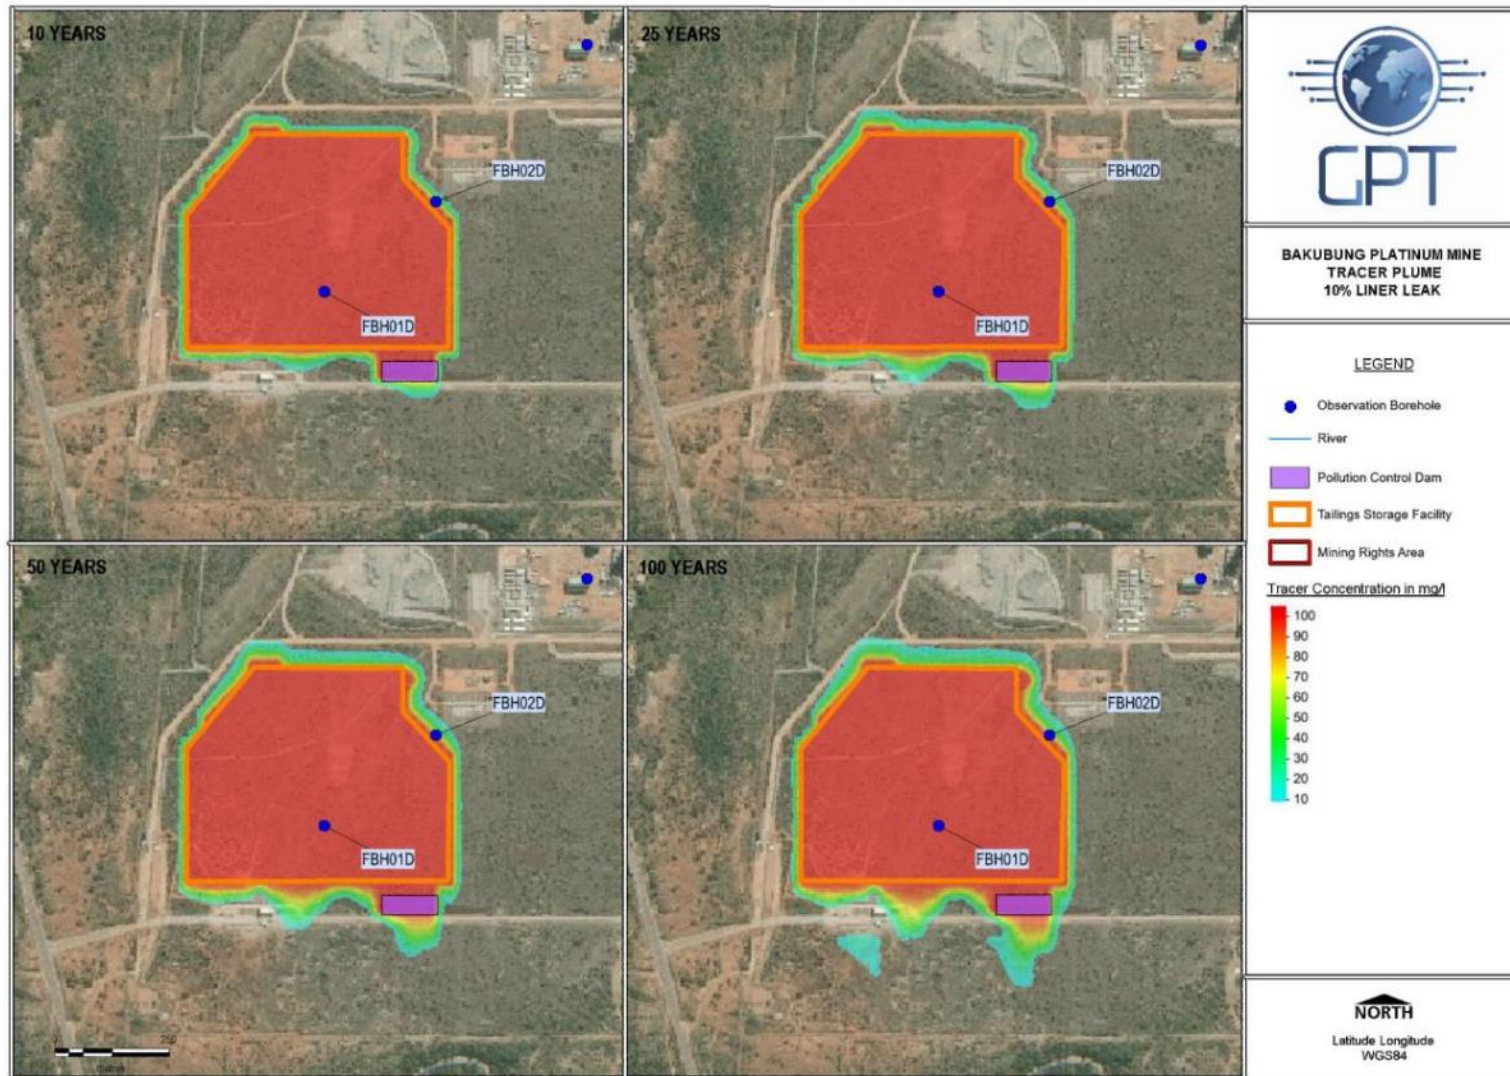 10 YEARS
FBH02D
FBH01D
25 YEARS
FBH02D
FBH01D
50 YEARS
FBH02D
FBH01D
250
100 YEARS
FBH02D
FBH01D
GPT
BAKUBUNG PLATINUM MINE
TRACER PLUME
10% LINER LEAK
LEGEND
Observation Borehole
River
Pollution Control Dam
Tailings Storage Facility
Mining Rights Area
Tracer Concentration in mg/l
100
90
80
70
60
50
40
30
20
10
NORTH
Latitude Longitude
WGS84